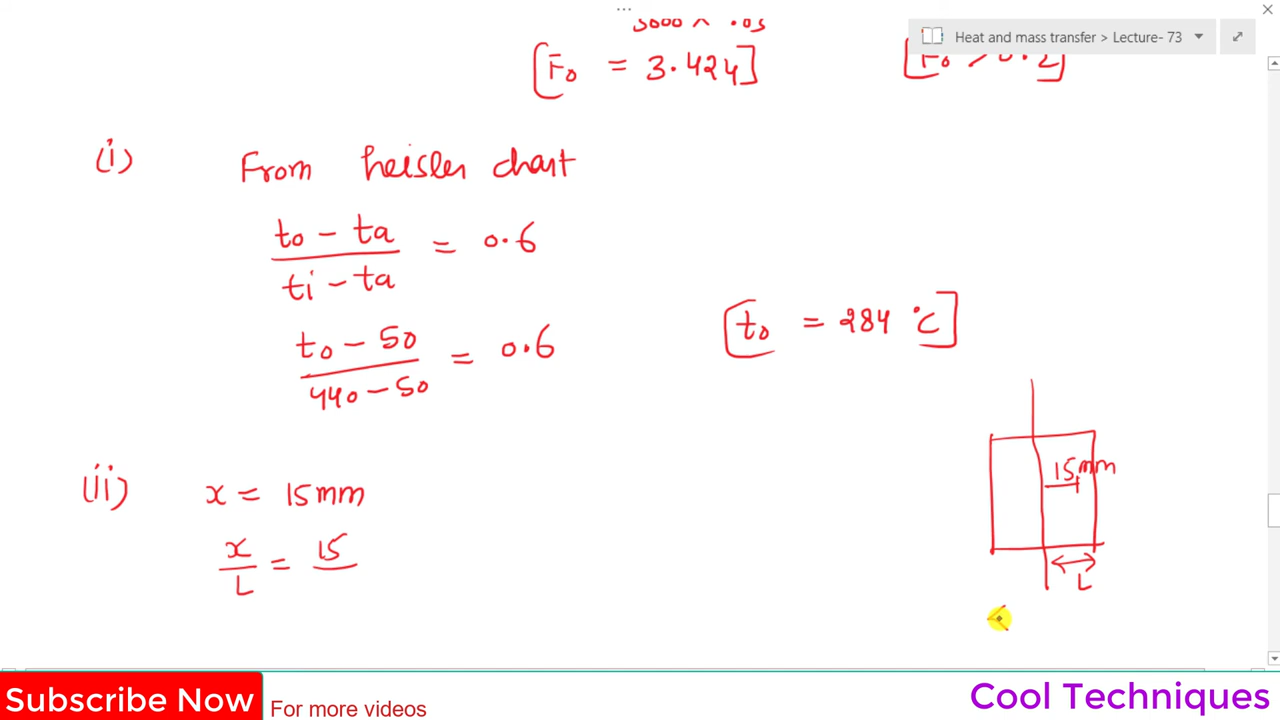 ...
Heat and mass transfer > Lecture- 73
[Fo = 3.424]
(i) From heisler chart
to - ta / ti - ta = 0.6
to - 50 / 440 - 50 = 0.6
[to = 284 °C]
(ii) x = 15mm
x / L = 15
15mm
L
Subscribe Now
For more videos
Cool Techniques